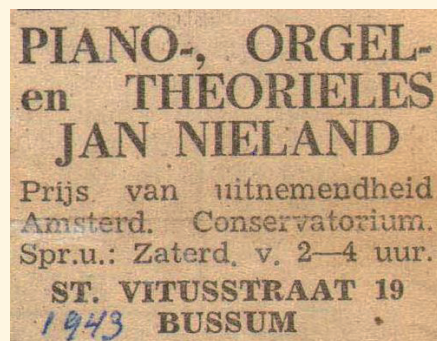 PIANO-, ORGEL-
en THEORIELES
JAN NIELAND
Prijs van uitnemendheid
Amsterd. Conservatorium.
Spr.u.: Zaterd. v. 2—4 uur.
ST. VITUSSTRAAT 19
1943 BUSSUM